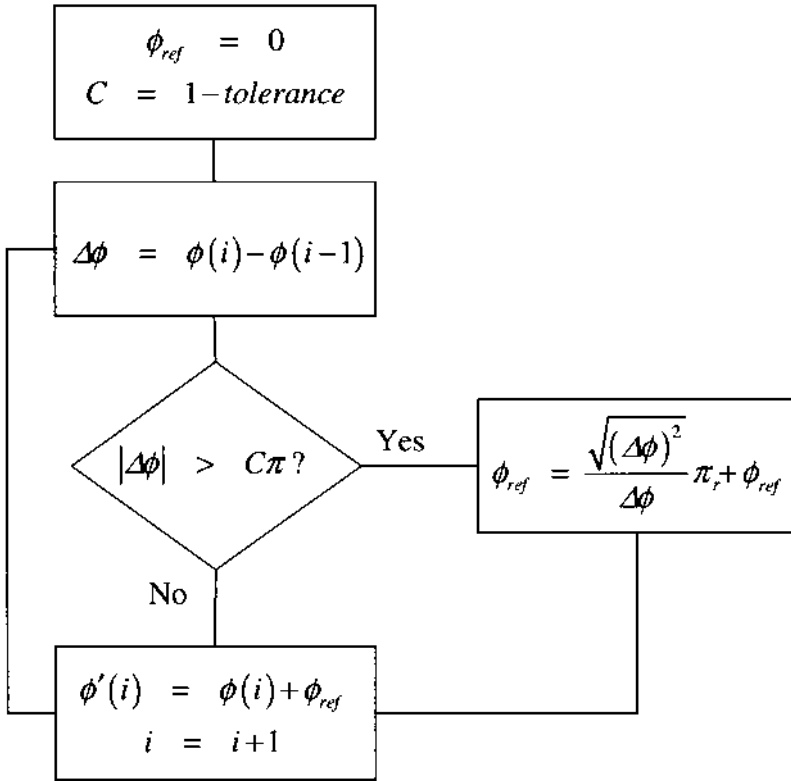 ϕ_ref = 0
C = 1−tolerance
Δϕ = ϕ(i)−ϕ(i−1)
|Δϕ| > Cπ?
Yes
ϕ_ref = √(Δϕ)² / Δϕ π_r + ϕ_ref
No
ϕ′(i) = ϕ(i)+ϕ_ref
i = i+1